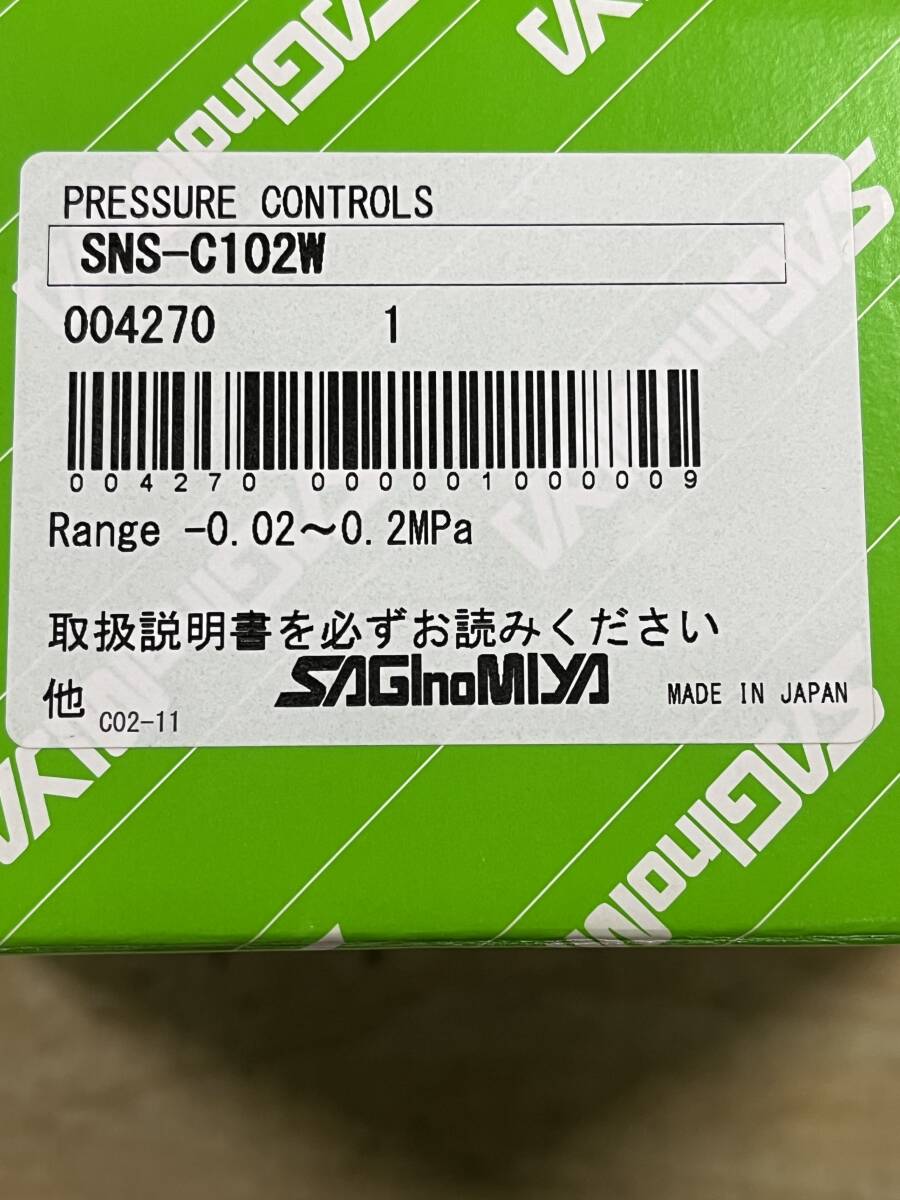 PRESSURE CONTROLS
SNS-C102W
004270 1
004270 000001000009
Range -0.02～0.2MPa
取扱説明書を必ずお読みください
他 C02-11 SAGInoMIYA MADE IN JAPAN